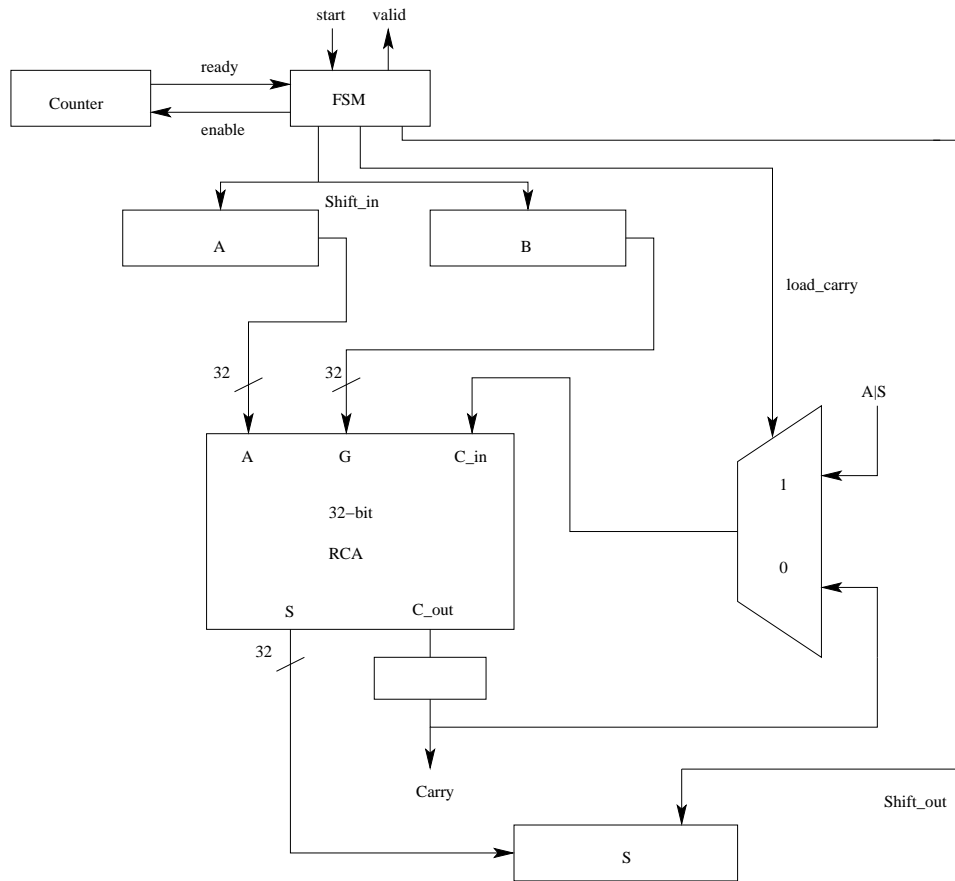 start
valid
ready
Counter
FSM
enable
Shift_in
A
B
load_carry
32
32
A|S
A
G
C_in
1
32-bit
RCA
0
S
C_out
32
Carry
Shift_out
S